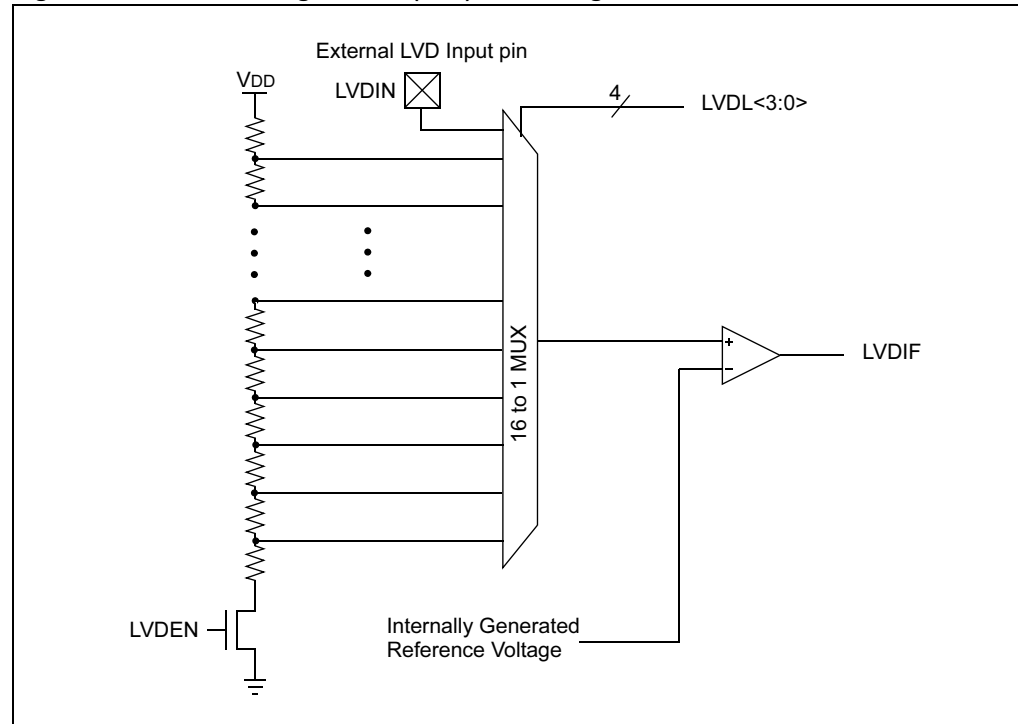 External LVD Input pin
VDD
LVDIN
4
LVDL<3:0>
16 to 1 MUX
+
–
LVDIF
LVDEN
Internally Generated
Reference Voltage